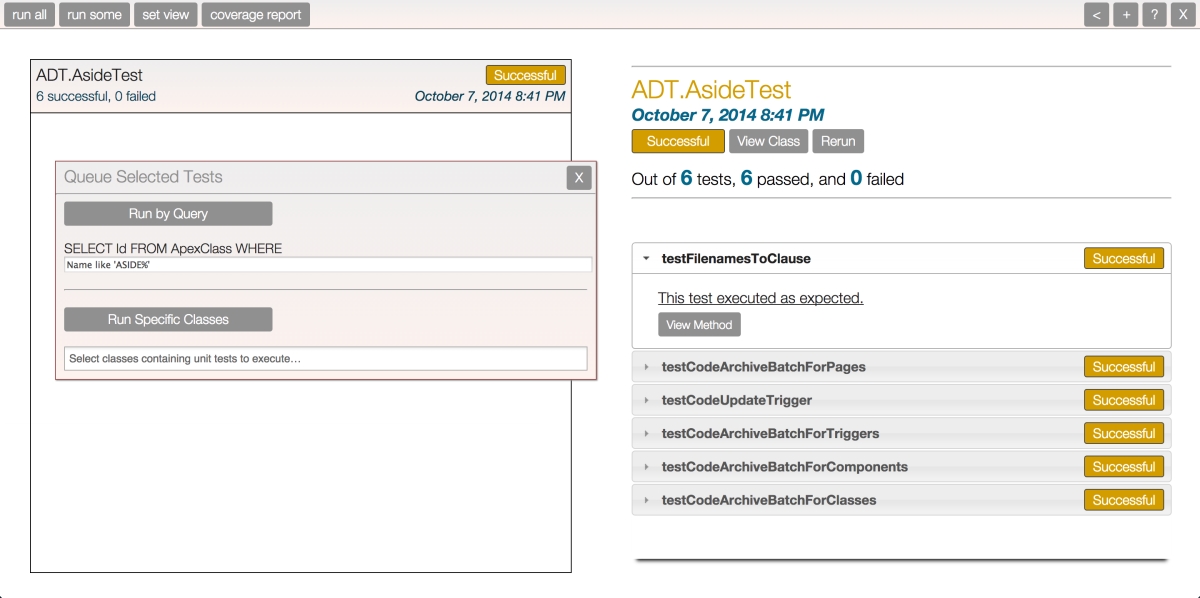 run all run some set view coverage report < + ? X
ADT.AsideTest Successful
6 successful, 0 failed October 7, 2014 8:41 PM
Queue Selected Tests X
Run by Query
SELECT Id FROM ApexClass WHERE
Name like 'ASIDE%'
Run Specific Classes
Select classes containing unit tests to execute...
ADT.AsideTest
October 7, 2014 8:41 PM
Successful View Class Rerun
Out of 6 tests, 6 passed, and 0 failed
testFilenamesToClause Successful
This test executed as expected.
View Method
testCodeArchiveBatchForPages Successful
testCodeUpdateTrigger Successful
testCodeArchiveBatchForTriggers Successful
testCodeArchiveBatchForComponents Successful
testCodeArchiveBatchForClasses Successful